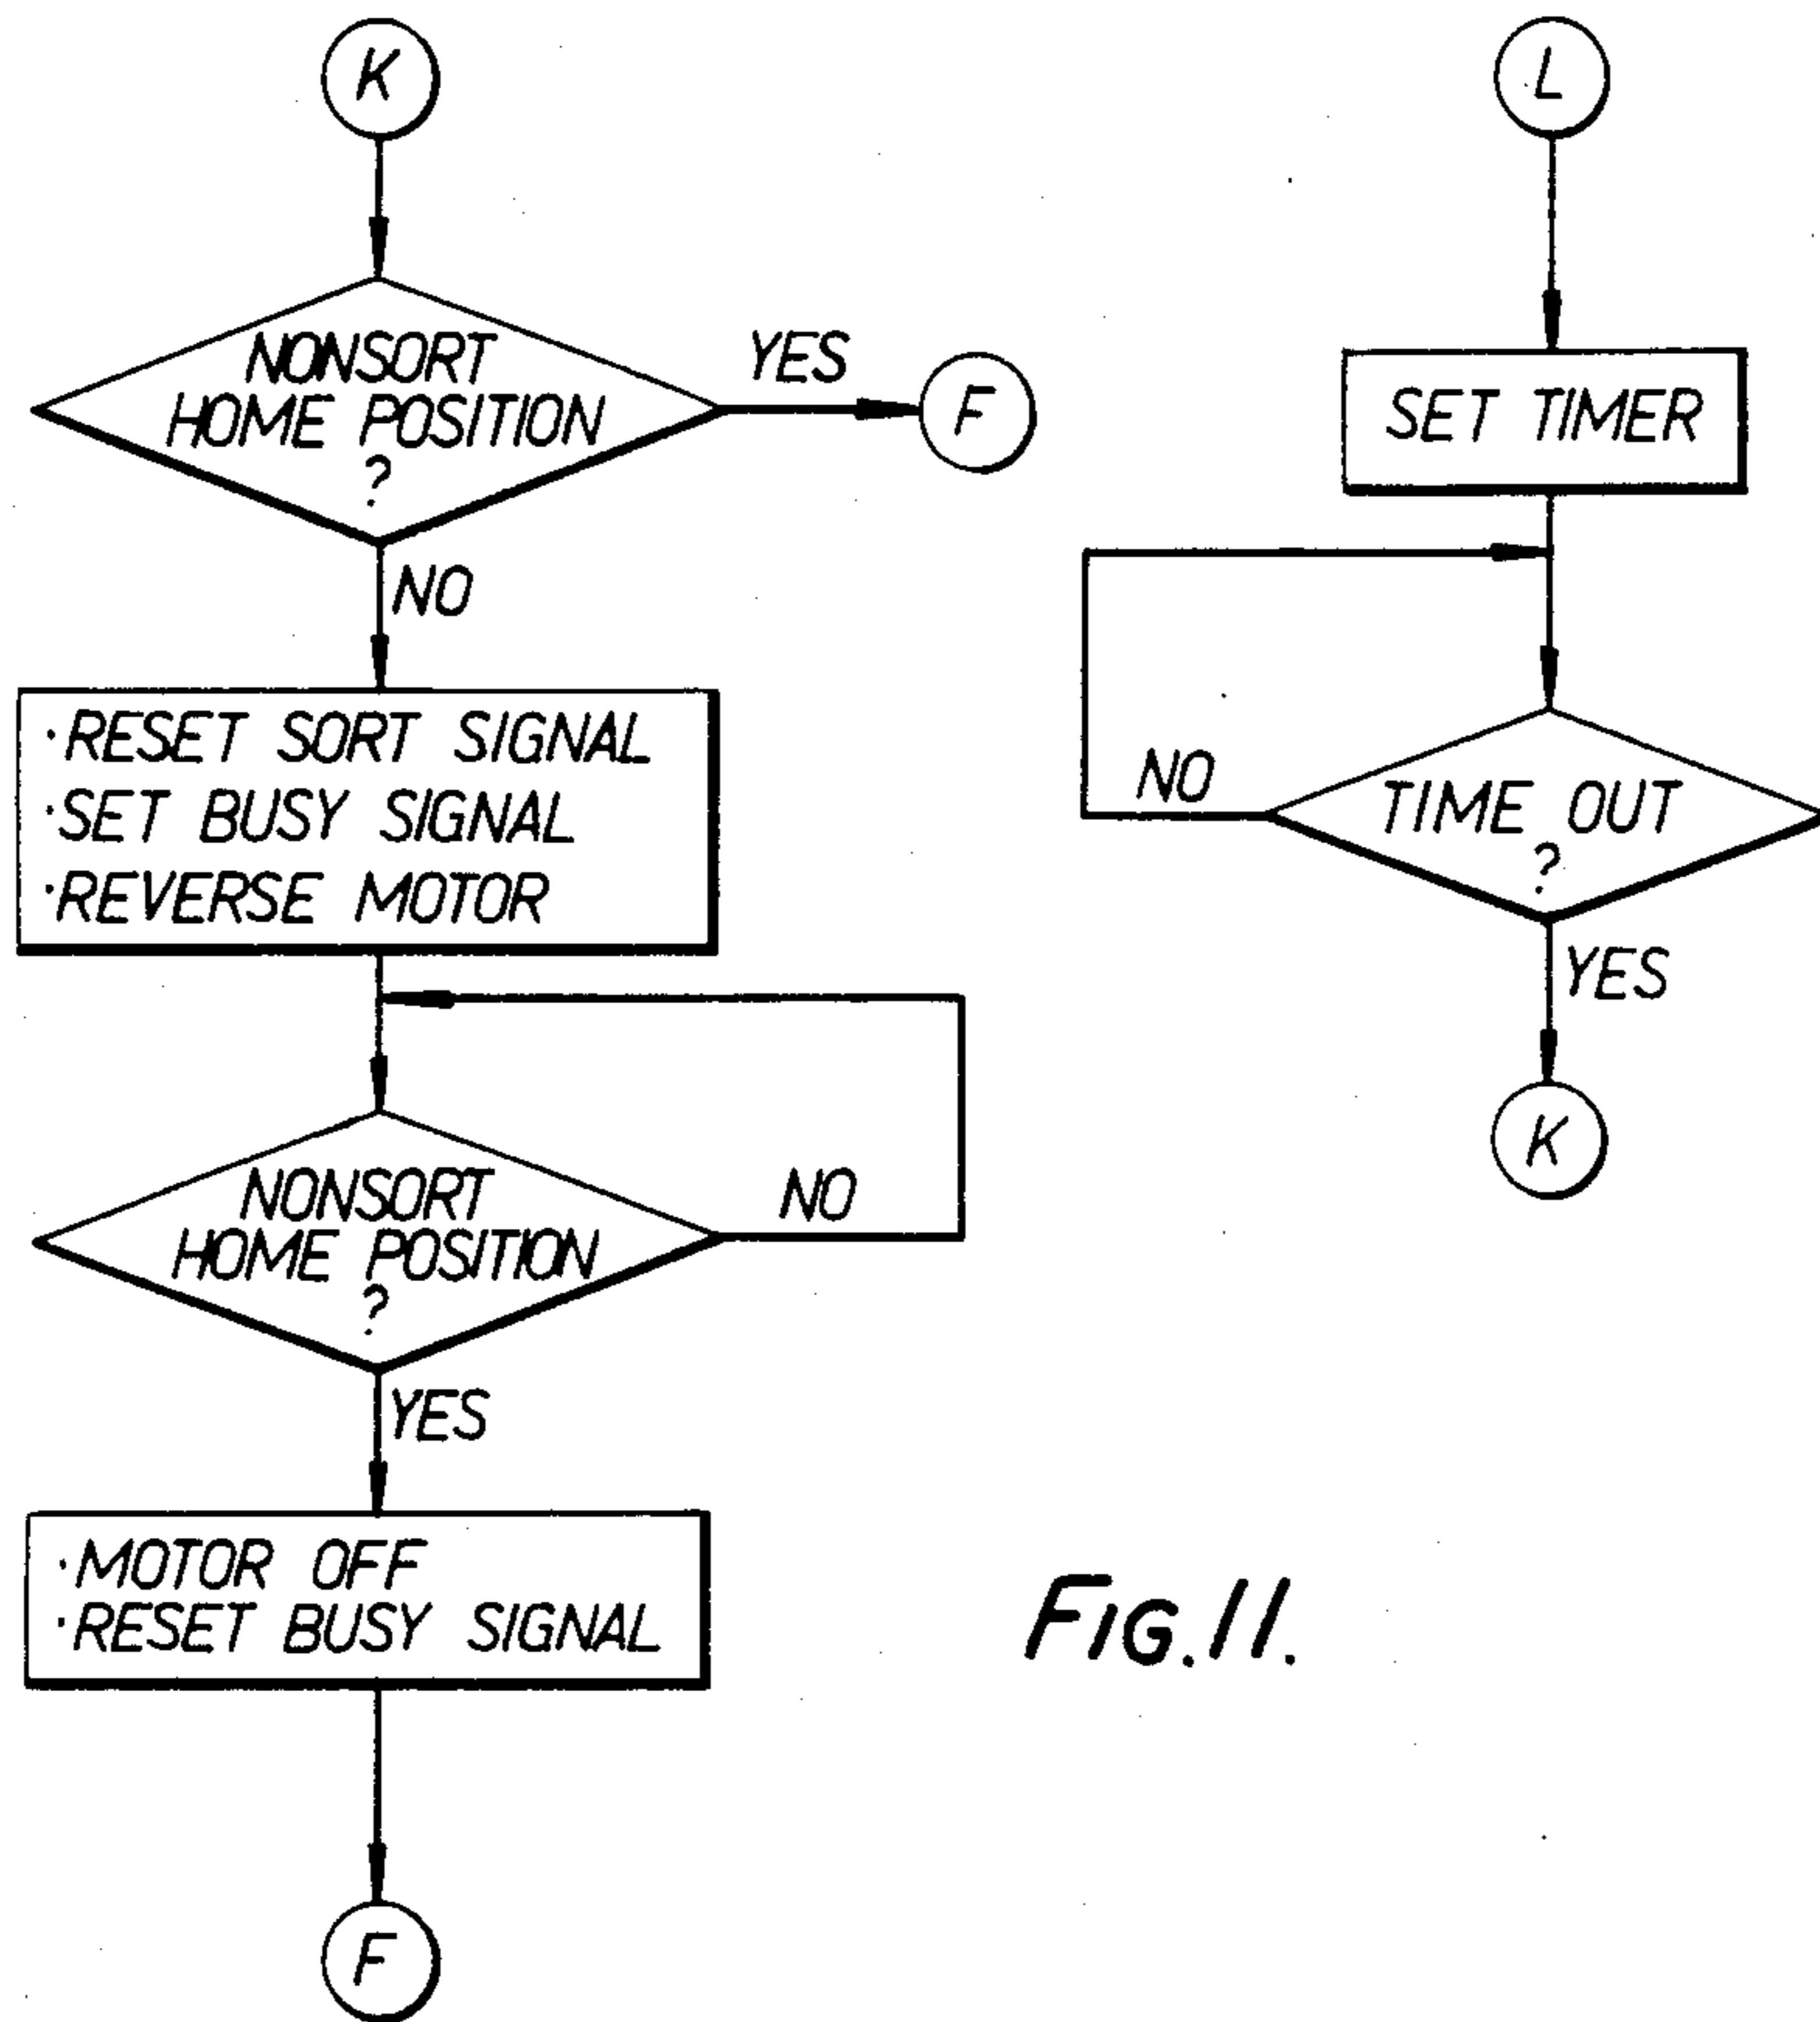 K
NONSORT
HOME POSITION
?
YES
F
NO
·RESET SORT SIGNAL
·SET BUSY SIGNAL
·REVERSE MOTOR
NONSORT
HOME POSITION
?
NO
YES
·MOTOR OFF
·RESET BUSY SIGNAL
F
L
SET TIMER
NO
TIME OUT
?
YES
K
FIG.11.